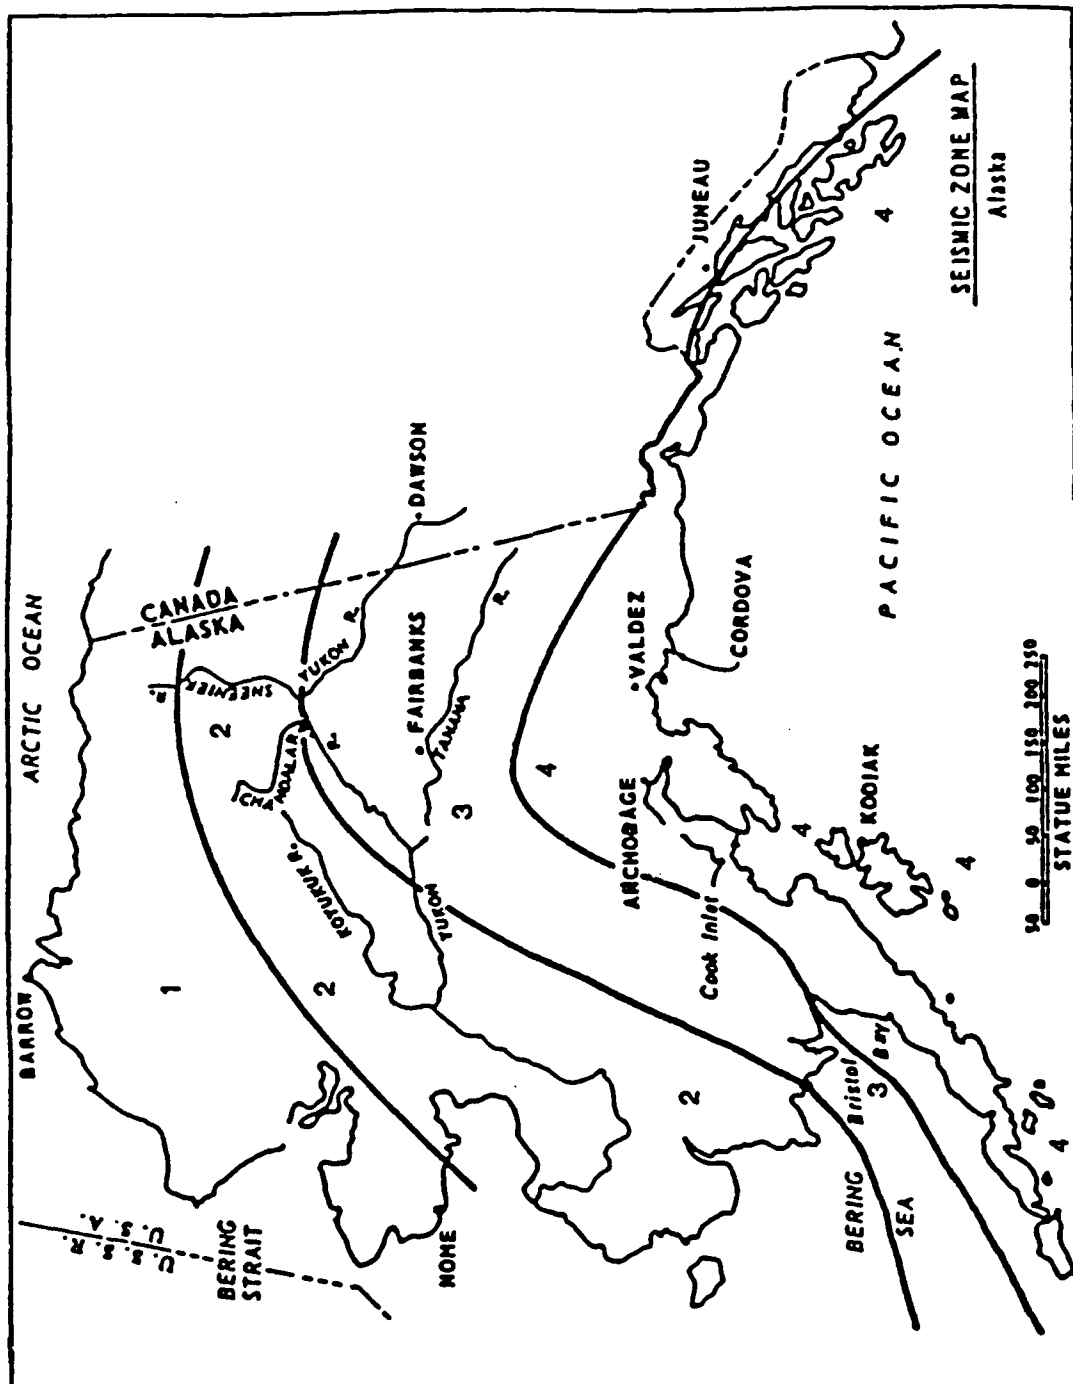 ARCTIC OCEAN
BARROW
U. S. S. R.
U. S. A.
BERING
STRAIT
CANADA
ALASKA
R.
SHEENJEK
1
2
CHANDALAR
R.
YUKON R.
DAWSON
KOYUKUK R.
2
FAIRBANKS
TANANA
R.
YUKON
3
NOME
4
2
ANCHORAGE
VALDEZ
CORDOVA
JUNEAU
Cook Inlet
BERING
SEA
Bristol
Bay
3
4
KODIAK
4
4
4
PACIFIC OCEAN
50 0 50 100 150 200 250
STATUE MILES
SEISMIC ZONE MAP
Alaska